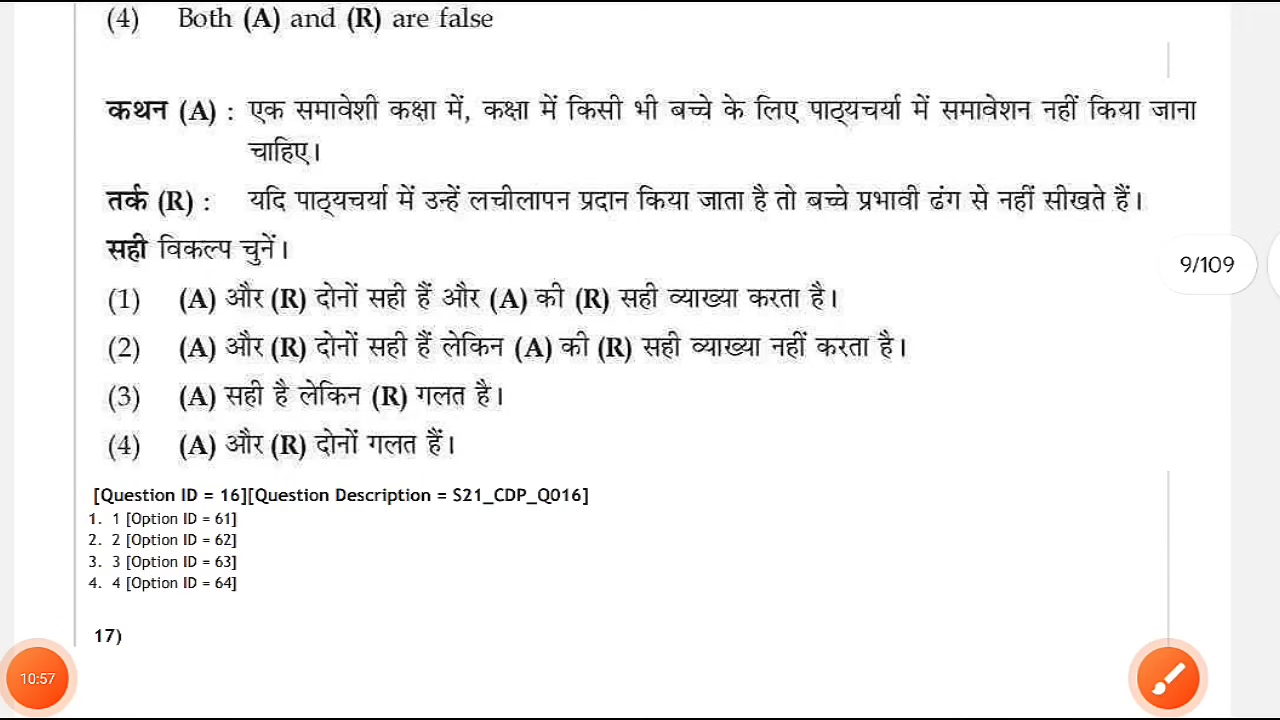 (4) Both (A) and (R) are false
कथन (A) : एक समावेशी कक्षा में, कक्षा में किसी भी बच्चे के लिए पाठ्यचर्या में समावेशन नहीं किया जाना
चाहिए।
तर्क (R) : यदि पाठ्यचर्या में उन्हें लचीलापन प्रदान किया जाता है तो बच्चे प्रभावी ढंग से नहीं सीखते हैं।
सही विकल्प चुनें।
9/109
(1) (A) और (R) दोनों सही हैं और (A) की (R) सही व्याख्या करता है।
(2) (A) और (R) दोनों सही हैं लेकिन (A) की (R) सही व्याख्या नहीं करता है।
(3) (A) सही है लेकिन (R) गलत है।
(4) (A) और (R) दोनों गलत हैं।
[Question ID = 16][Question Description = S21_CDP_Q016]
1. 1 [Option ID = 61]
2. 2 [Option ID = 62]
3. 3 [Option ID = 63]
4. 4 [Option ID = 64]
17)
10:57